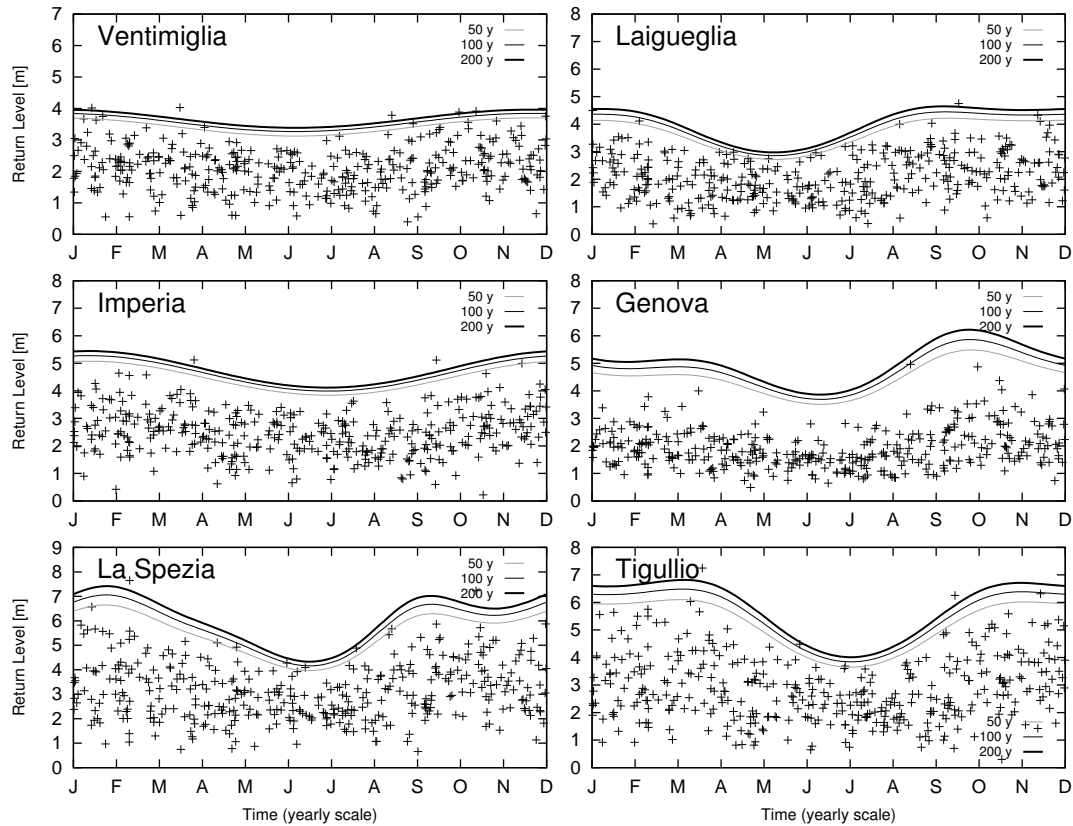 Ventimiglia
50 y
100 y
200 y
Return Level [m]
7
6
5
4
3
2
1
0
J F M A M J J A S O N D
Laigueglia
50 y
100 y
200 y
8
7
6
5
4
3
2
1
0
J F M A M J J A S O N D
Imperia
50 y
100 y
200 y
Return Level [m]
8
7
6
5
4
3
2
1
0
J F M A M J J A S O N D
Genova
50 y
100 y
200 y
8
7
6
5
4
3
2
1
0
J F M A M J J A S O N D
La Spezia
50 y
100 y
200 y
Return Level [m]
9
8
7
6
5
4
3
2
1
0
J F M A M J J A S O N D
Time (yearly scale)
Tigullio
50 y
100 y
200 y
8
7
6
5
4
3
2
1
0
J F M A M J J A S O N D
Time (yearly scale)